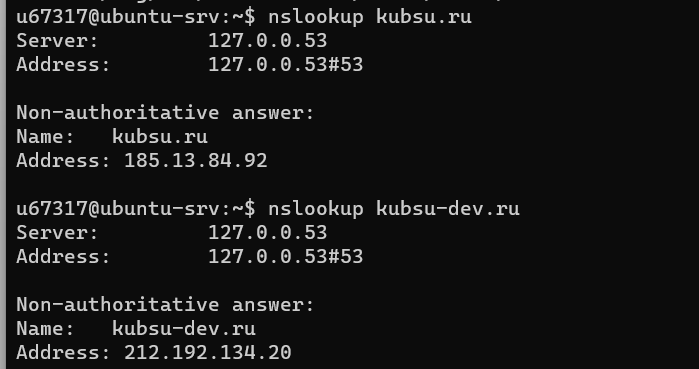 u67317@ubuntu-srv:~$ nslookup kubsu.ru
Server:         127.0.0.53
Address:        127.0.0.53#53

Non-authoritative answer:
Name:   kubsu.ru
Address: 185.13.84.92

u67317@ubuntu-srv:~$ nslookup kubsu-dev.ru
Server:         127.0.0.53
Address:        127.0.0.53#53

Non-authoritative answer:
Name:   kubsu-dev.ru
Address: 212.192.134.20